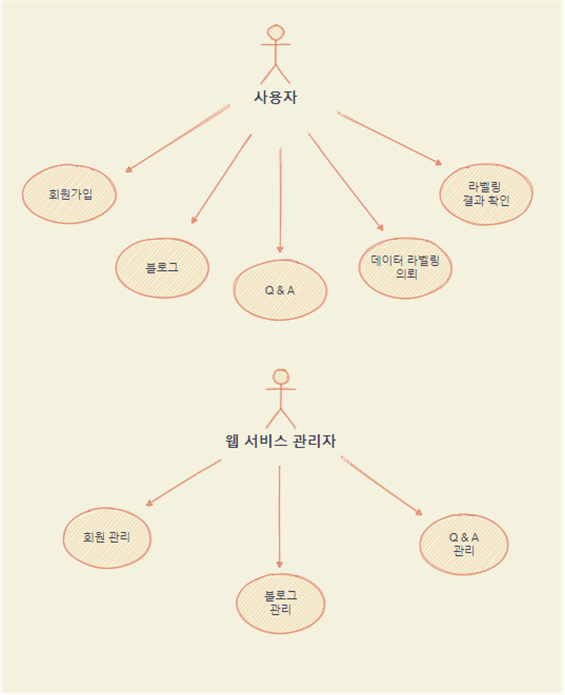 사용자
회원가입
블로그
Q & A
데이터 라벨링
의뢰
라벨링
결과 확인
웹 서비스 관리자
회원 관리
블로그
관리
Q & A
관리